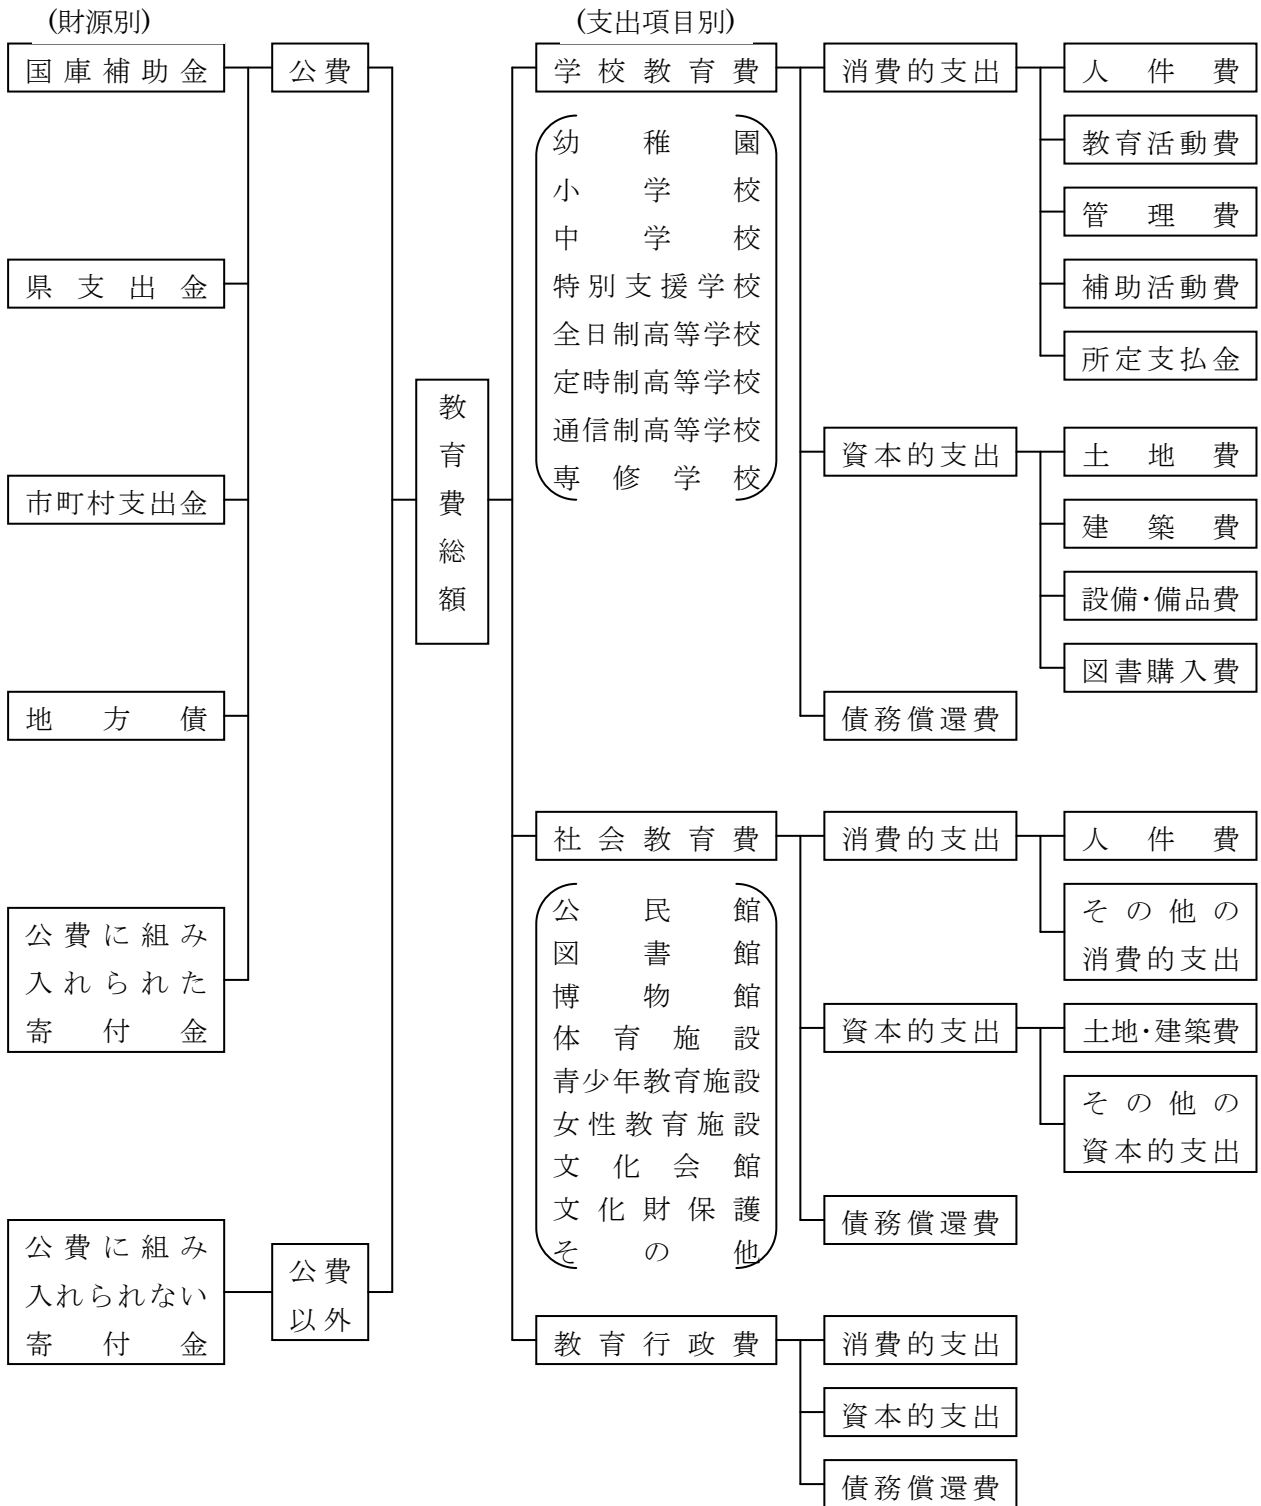 (財源別)
国庫補助金
公費
県支出金
市町村支出金
地方債
公費に組み
入れられた
寄付金
公費に組み
入れられない
寄付金
公費
以外
教育費総額
(支出項目別)
学校教育費
幼稚園
小学校
中学校
特別支援学校
全日制高等学校
定時制高等学校
通信制高等学校
専修学校
消費的支出
人件費
教育活動費
管理費
補助活動費
所定支払金
資本的支出
土地費
建築費
設備・備品費
図書購入費
債務償還費
社会教育費
公民館
図書館
博物館
体育施設
青少年教育施設
女性教育施設
文化会館
文化財保護
その他
消費的支出
人件費
その他の
消費的支出
資本的支出
土地・建築費
その他の
資本的支出
債務償還費
教育行政費
消費的支出
資本的支出
債務償還費